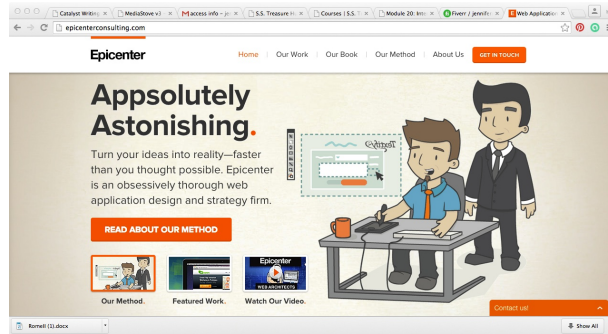 Catalyst Writing
MediaStove v3
access info - je
S.S. Treasure H
Courses | S.S. T
Module 20: Inte
Fiverr / jennifer
Web Application
epicenterconsulting.com
Epicenter
Home
Our Work
Our Book
Our Method
About Us
GET IN TOUCH
Appsolutely
Astonishing.
Turn your ideas into reality—faster
than you thought possible. Epicenter
is an obsessively thorough web
application design and strategy firm.
READ ABOUT OUR METHOD
Epicenter
WEB ARCHITECTS
Our Method.
Featured Work.
Watch Our Video.
Contact us!
Romell (1).docx
Show All